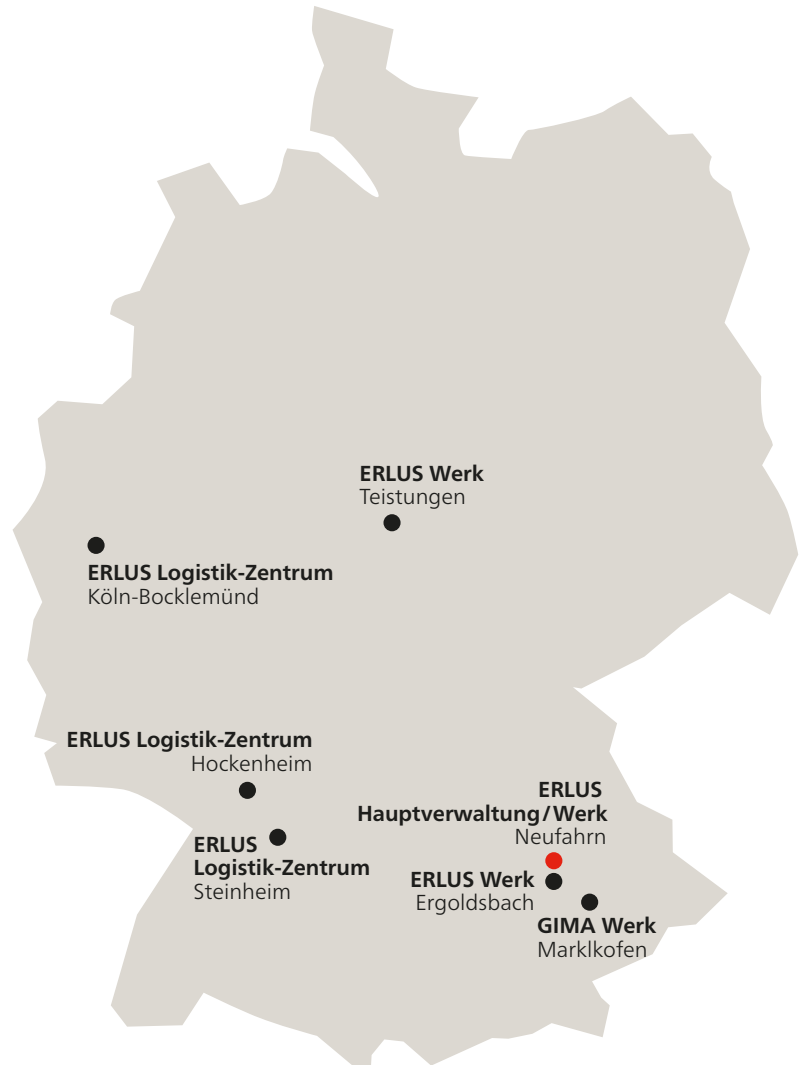 ERLUS Werk
Teistungen
ERLUS Logistik-Zentrum
Köln-Bocklemünd
ERLUS Logistik-Zentrum
Hockenheim
ERLUS
Logistik-Zentrum
Steinheim
ERLUS
Hauptverwaltung/Werk
Neufahrn
ERLUS Werk
Ergoldsbach
GIMA Werk
Marklkofen